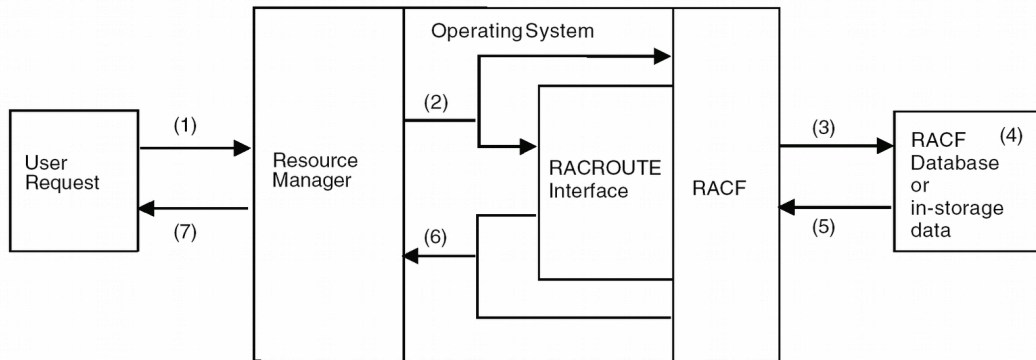 Operating System
(1)
(2)
(3)
User
Request
Resource
Manager
RACROUTE
Interface
RACF
RACF (4)
Database
or
in-storage
data
(7)
(6)
(5)